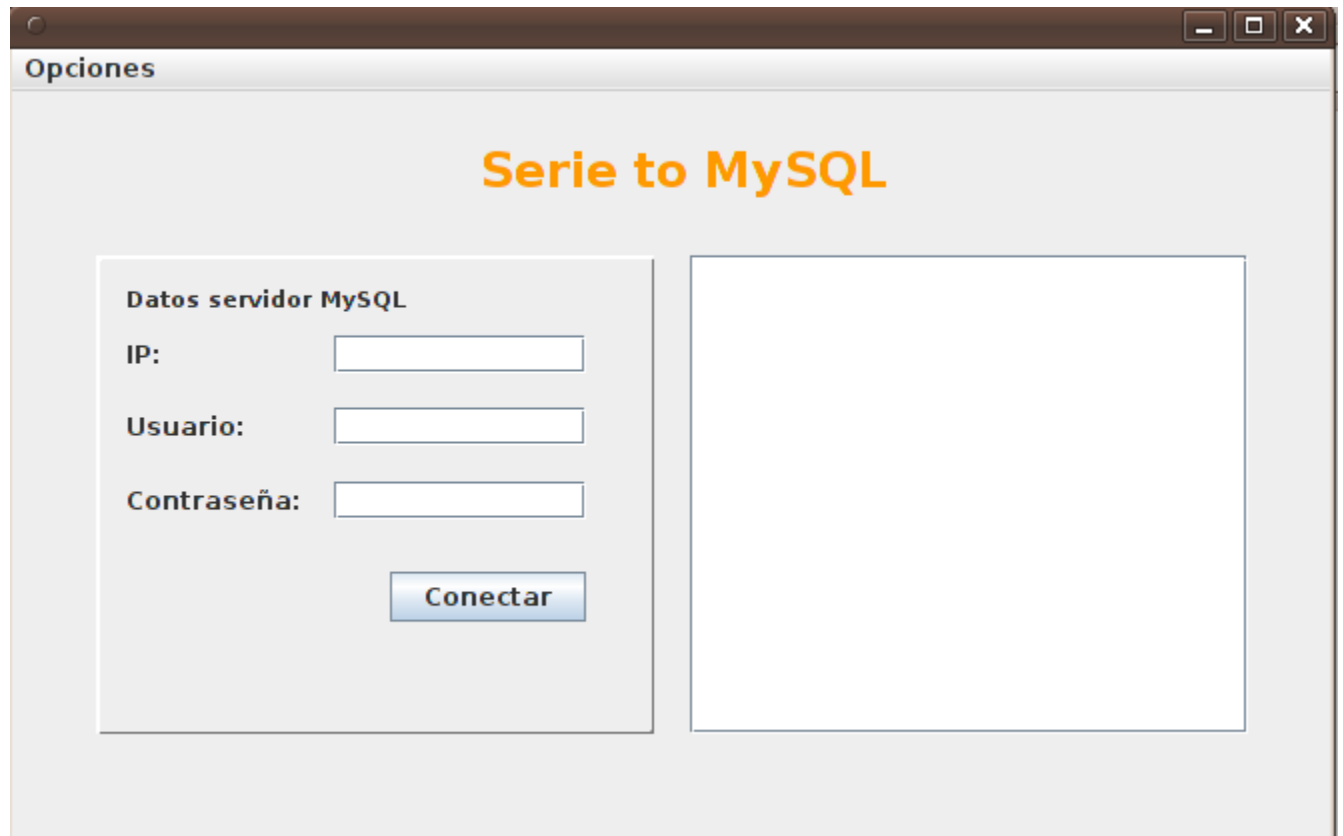 Opciones
Serie to MySQL
Datos servidor MySQL
IP:
Usuario:
Contraseña:
Conectar